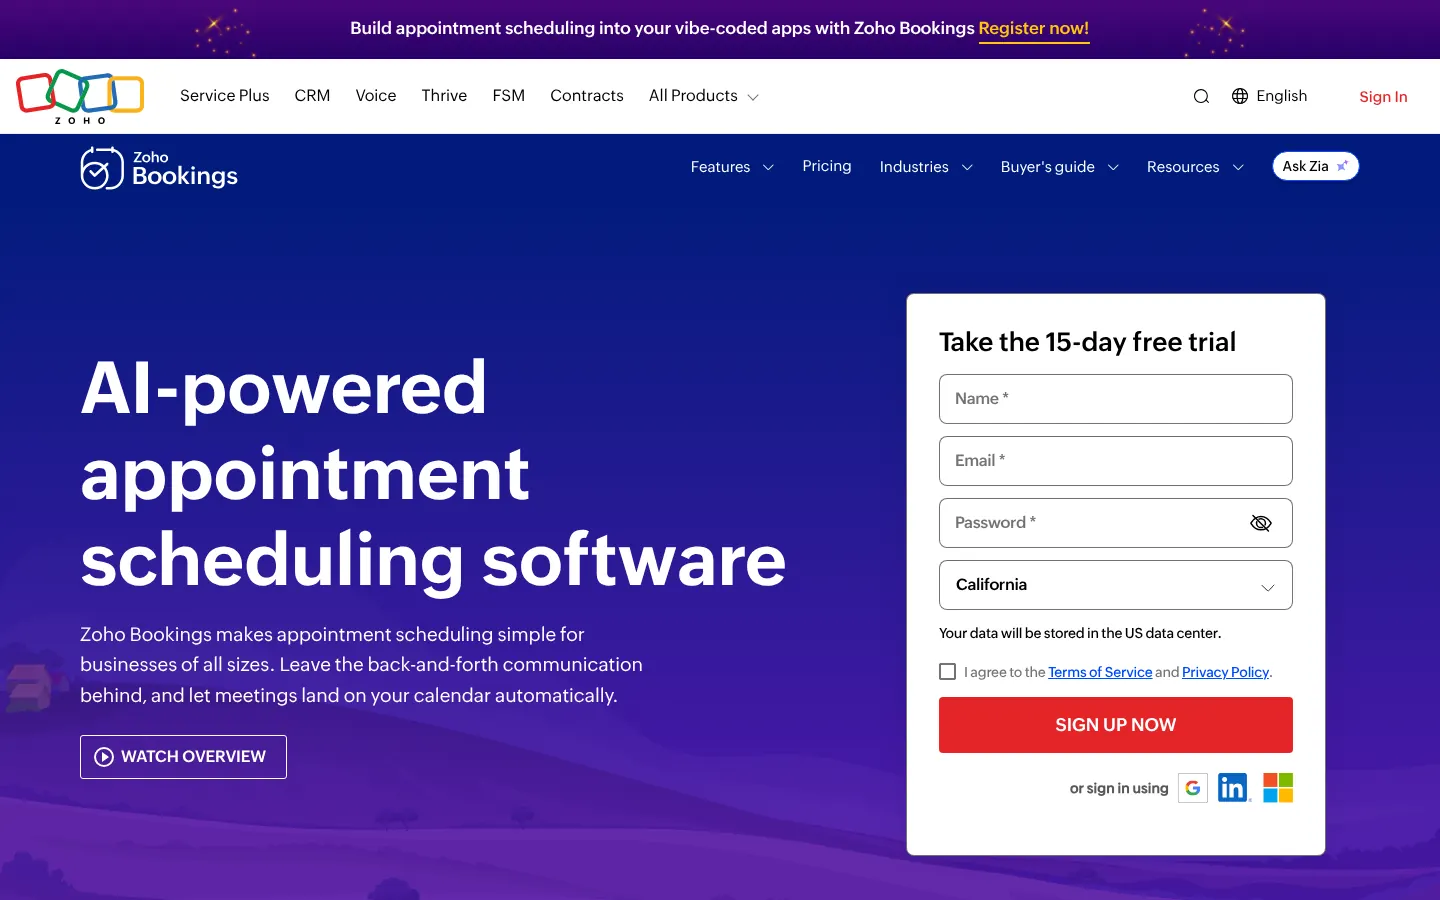 Build appointment scheduling into your vibe-coded apps with Zoho Bookings Register now!
ZOHO
Service Plus CRM Voice Thrive FSM Contracts All Products English Sign In
Zoho
Bookings
Features Pricing Industries Buyer's guide Resources Ask Zia
AI-powered
appointment
scheduling software
Zoho Bookings makes appointment scheduling simple for
businesses of all sizes. Leave the back-and-forth communication
behind, and let meetings land on your calendar automatically.
WATCH OVERVIEW
Take the 15-day free trial
Name *
Email *
Password *
California
Your data will be stored in the US data center.
I agree to the Terms of Service and Privacy Policy.
SIGN UP NOW
or sign in using G in